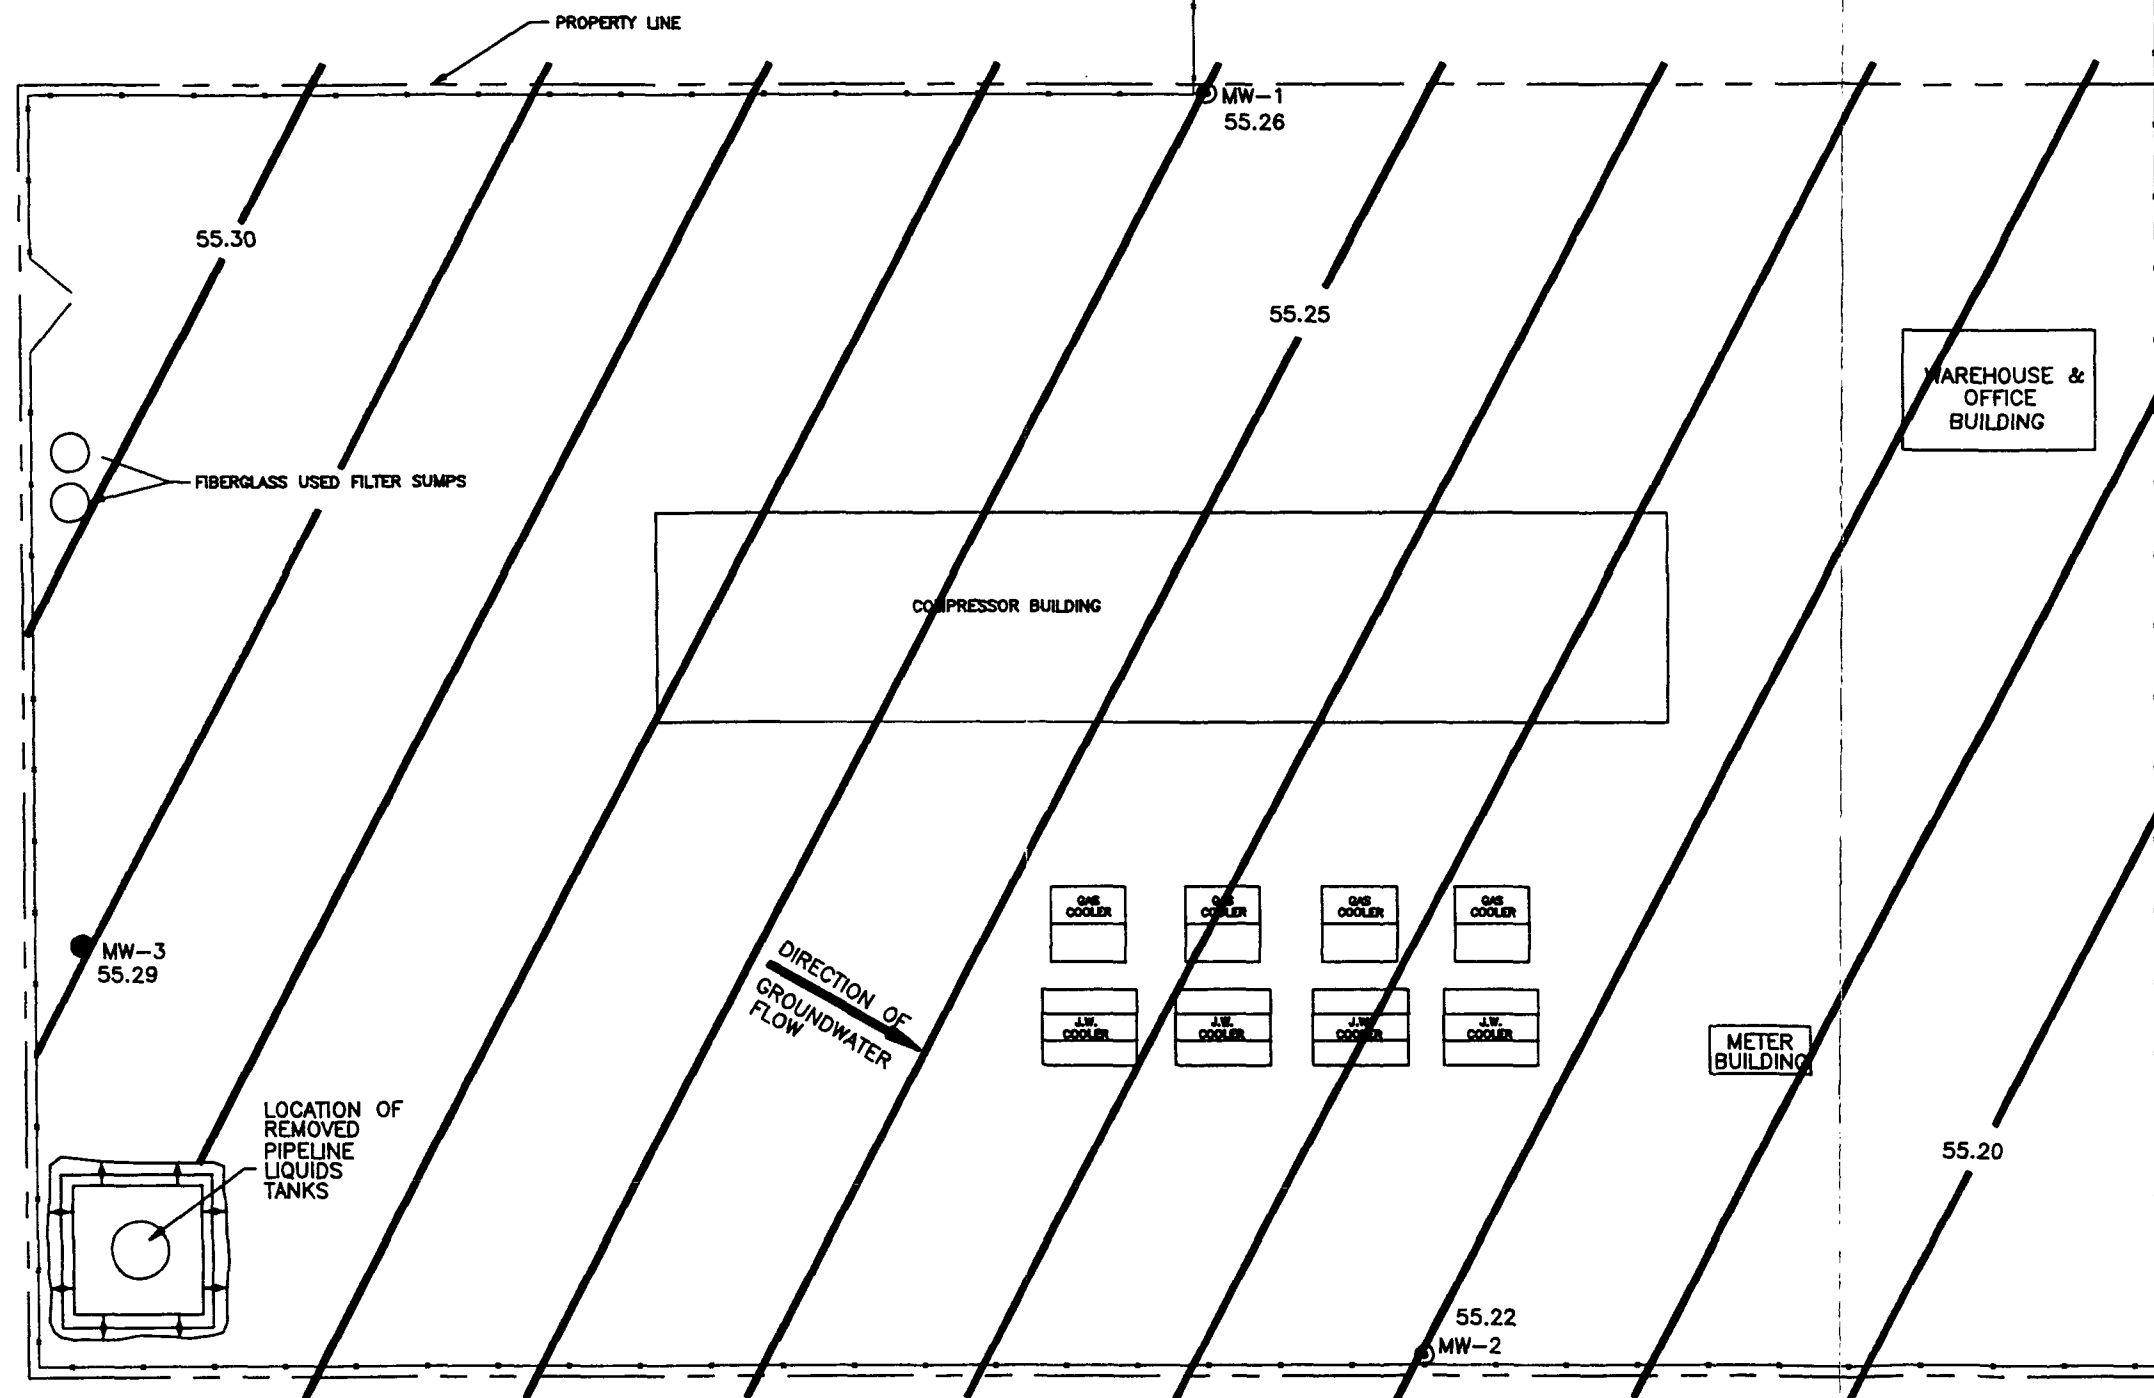 PROPERTY LINE
MW-1
55.26
55.30
55.25
WAREHOUSE &
OFFICE
BUILDING
FIBERGLASS USED FILTER SUMPS
COMPRESSOR BUILDING
GAS
COOLER
GAS
COOLER
GAS
COOLER
GAS
COOLER
MW-3
55.29
DIRECTION OF
GROUNDWATER
FLOW
J.W.
COOLER
J.W.
COOLER
J.W.
COOLER
J.W.
COOLER
METER
BUILDING
LOCATION OF
REMOVED
PIPELINE
LIQUIDS
TANKS
55.20
55.22
MW-2